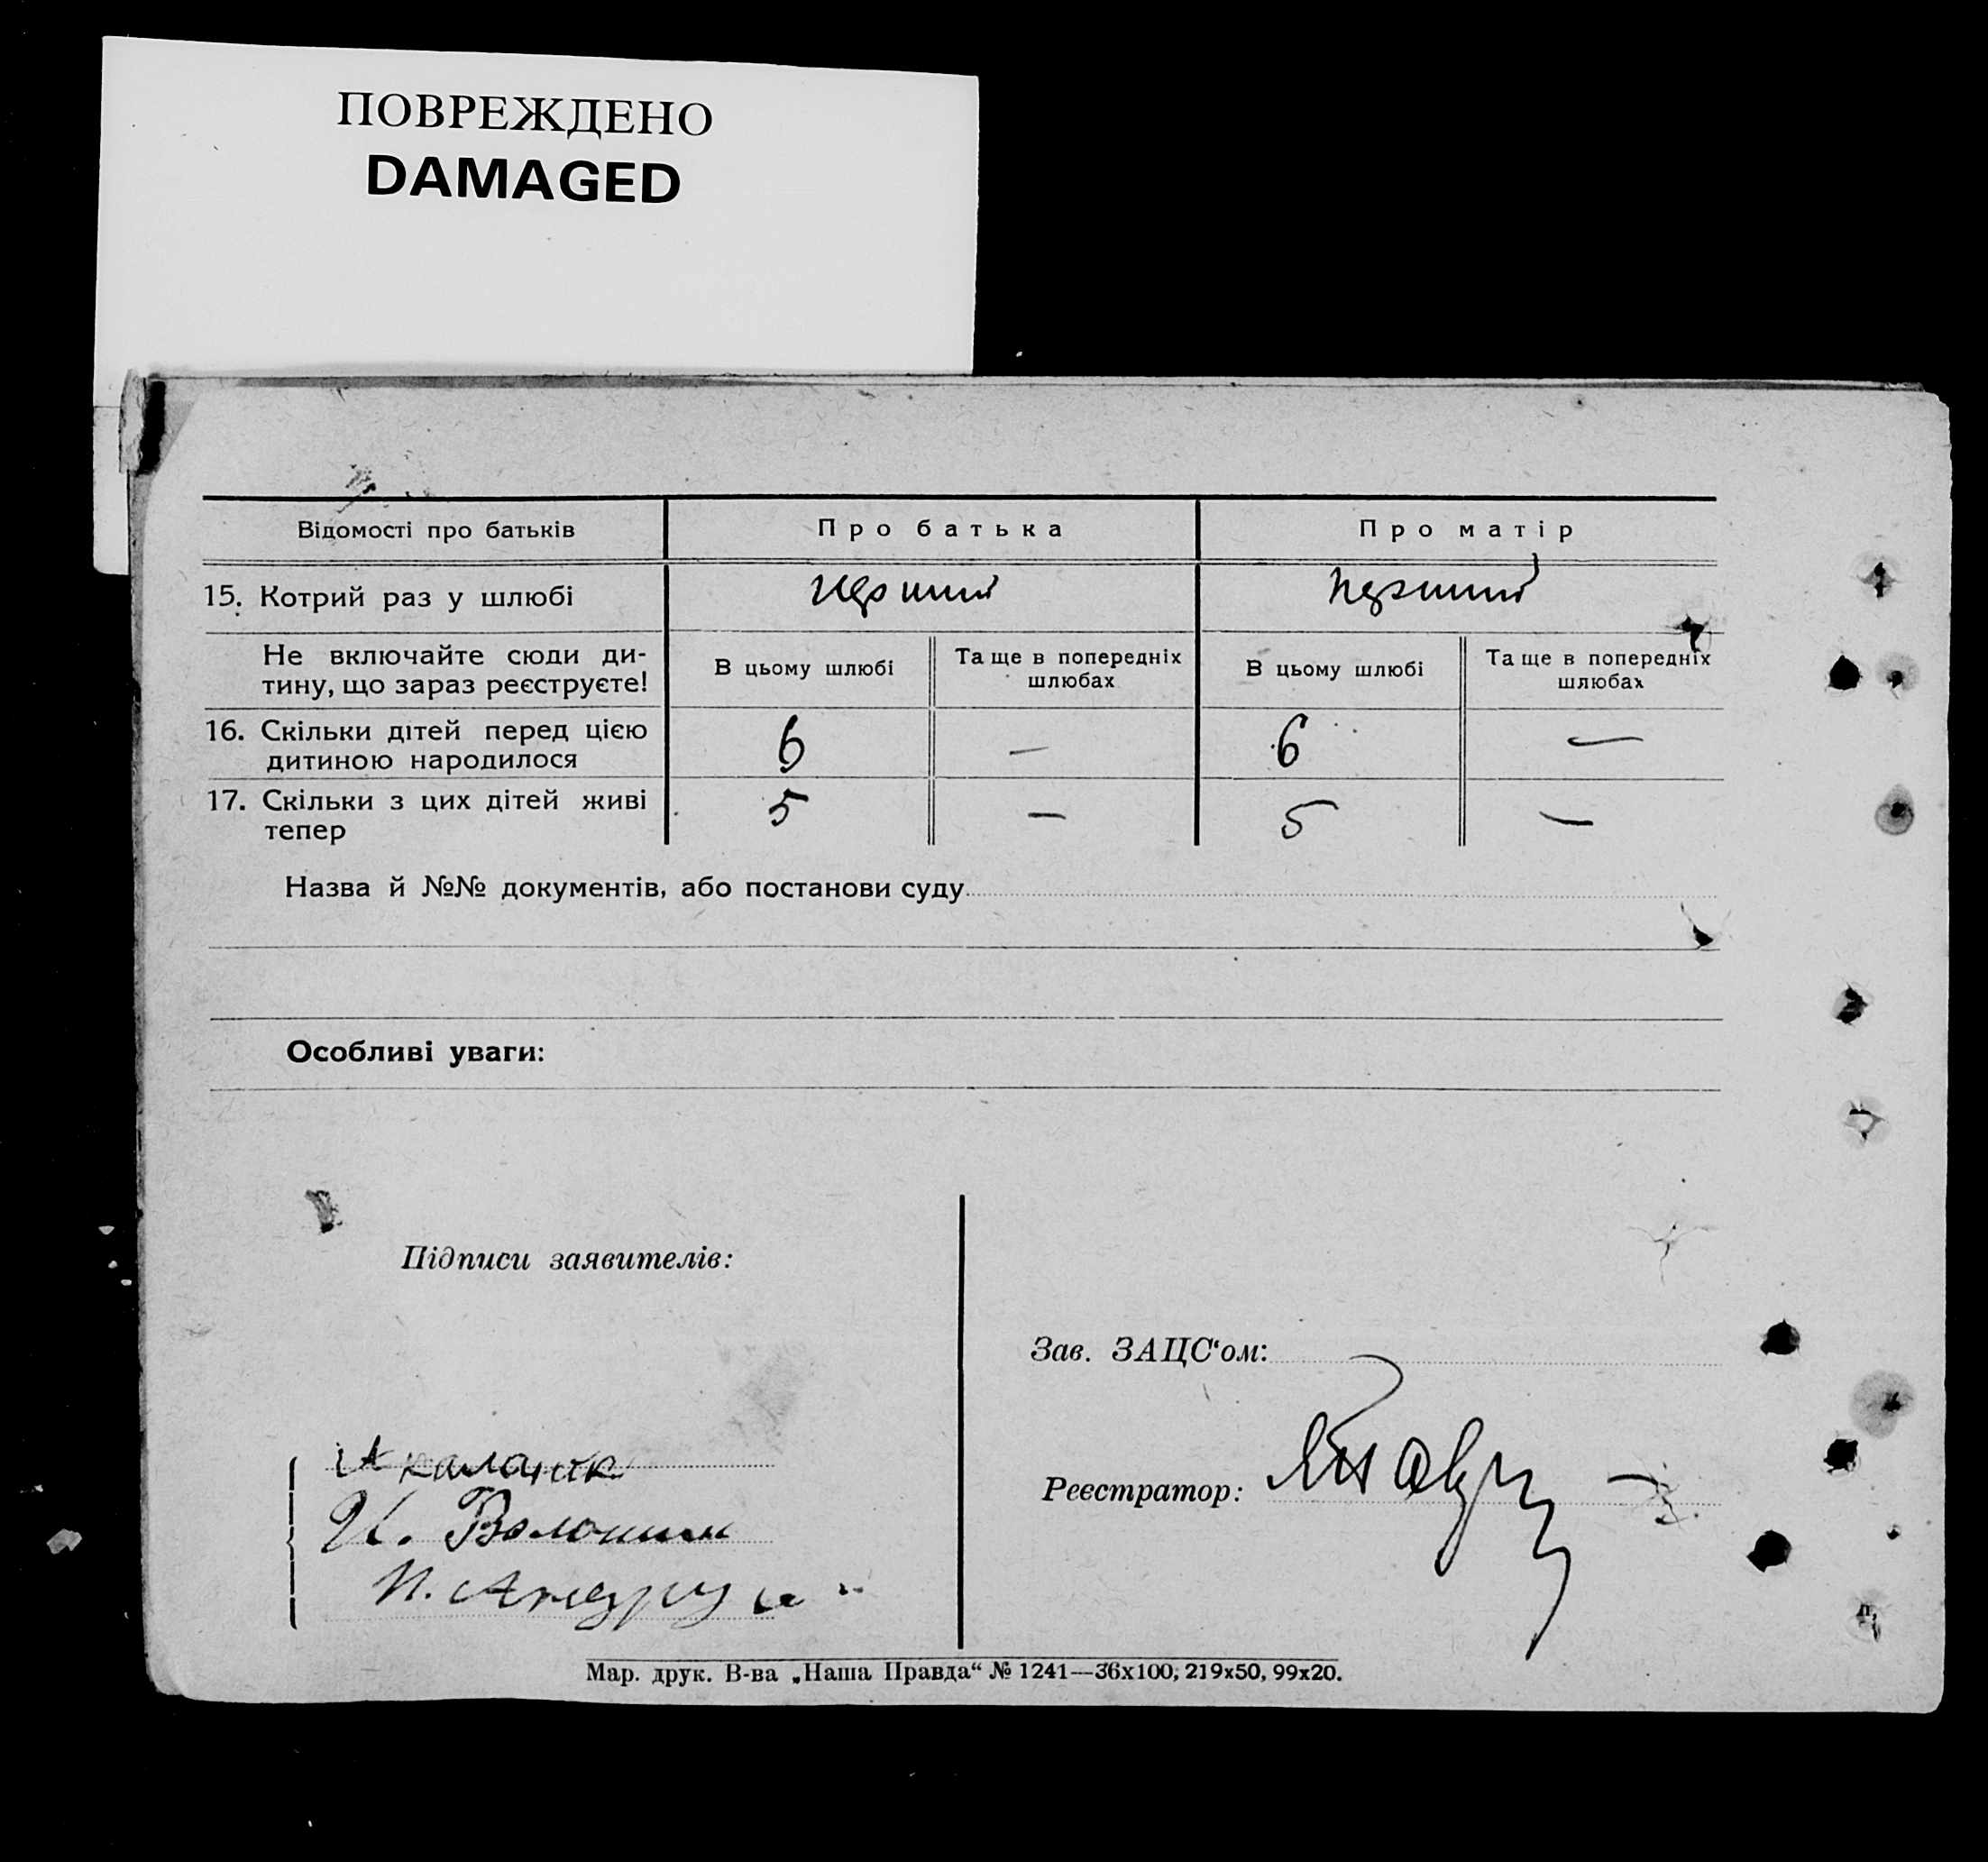 ПОВРЕЖДЕНО
DAMAGED
Відомості про батьків
Про батька
Про матір
15. Котрий раз у шлюбі
перший
перший
Не включайте сюди ди-
тину, що зараз реєструєте!
В цьому шлюбі
Та ще в попередніх
шлюбах
В цьому шлюбі
Та ще в попередніх
шлюбах
16. Скільки дітей перед цією
дитиною народилося
6
—
6
—
17. Скільки з цих дітей живі
тепер
5
—
5
—
Назва й №№ документів, або постанови суду
Особливі уваги:
Підписи заявителів:
Зав. ЗАЦС‘ом:
Реєстратор:
И. Волошин
Мар. друк. В-ва „Наша Правда“ № 1241—36х100; 219х50, 99х20.